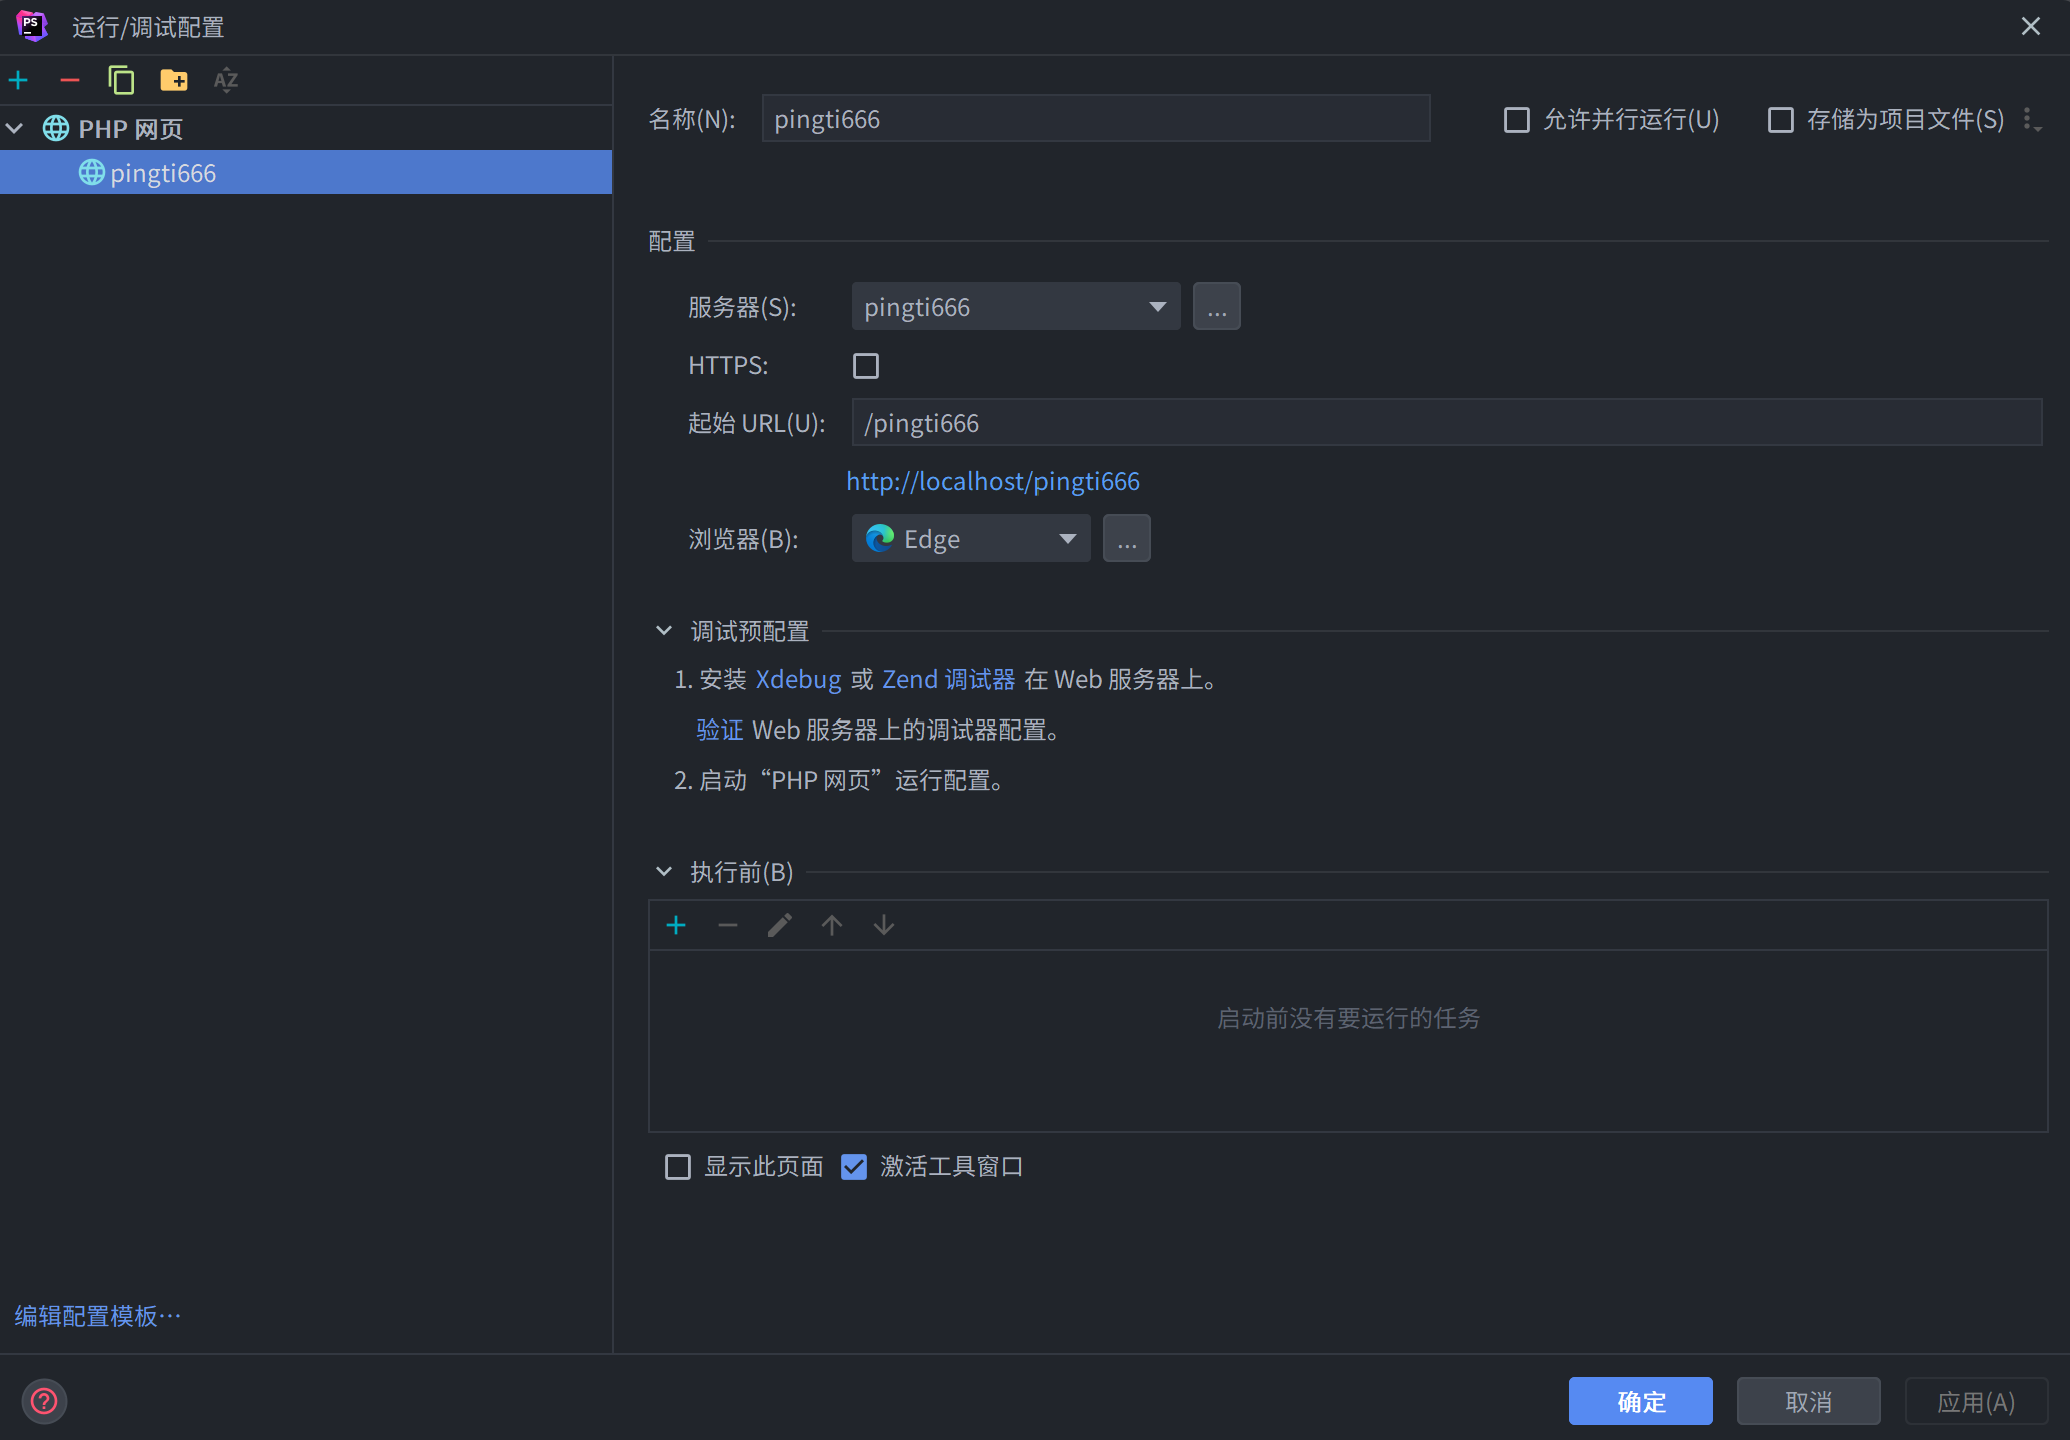 PS
运行/调试配置
AZ
PHP 网页
pingti666
名称(N): pingti666 允许并行运行(U) 存储为项目文件(S)
配置
服务器(S): pingti666 ...
HTTPS:
起始 URL(U): /pingti666
http://localhost/pingti666
浏览器(B): Edge ...
调试预配置
1. 安装 Xdebug 或 Zend 调试器 在 Web 服务器上。
验证 Web 服务器上的调试器配置。
2. 启动“PHP 网页”运行配置。
执行前(B)
启动前没有要运行的任务
显示此页面 激活工具窗口
编辑配置模板…
确定 取消 应用(A)